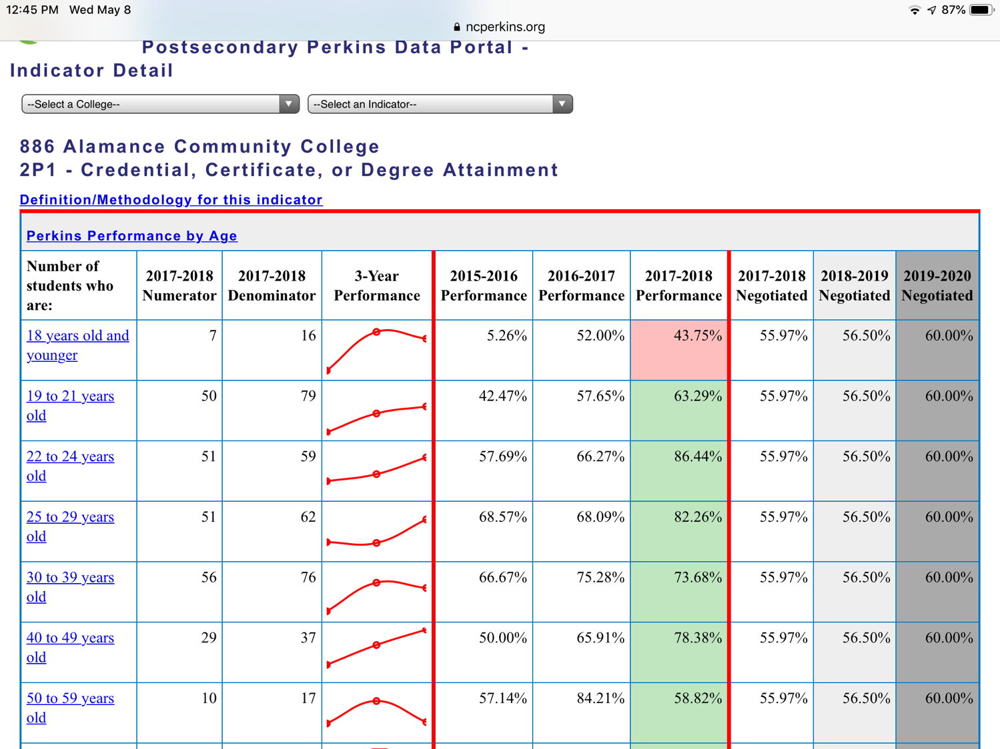 12:45 PM Wed May 8
87%
ncperkins.org
Postsecondary Perkins Data Portal -
Indicator Detail
--Select a College--
--Select an Indicator--
886 Alamance Community College
2P1 - Credential, Certificate, or Degree Attainment
Definition/Methodology for this indicator
Perkins Performance by Age
Number of students who are: 2017-2018 Numerator 2017-2018 Denominator 3-Year Performance 2015-2016 Performance 2016-2017 Performance 2017-2018 Performance 2017-2018 Negotiated 2018-2019 Negotiated 2019-2020 Negotiated
18 years old and younger 7 16 5.26% 52.00% 43.75% 55.97% 56.50% 60.00%
19 to 21 years old 50 79 42.47% 57.65% 63.29% 55.97% 56.50% 60.00%
22 to 24 years old 51 59 57.69% 66.27% 86.44% 55.97% 56.50% 60.00%
25 to 29 years old 51 62 68.57% 68.09% 82.26% 55.97% 56.50% 60.00%
30 to 39 years old 56 76 66.67% 75.28% 73.68% 55.97% 56.50% 60.00%
40 to 49 years old 29 37 50.00% 65.91% 78.38% 55.97% 56.50% 60.00%
50 to 59 years old 10 17 57.14% 84.21% 58.82% 55.97% 56.50% 60.00%